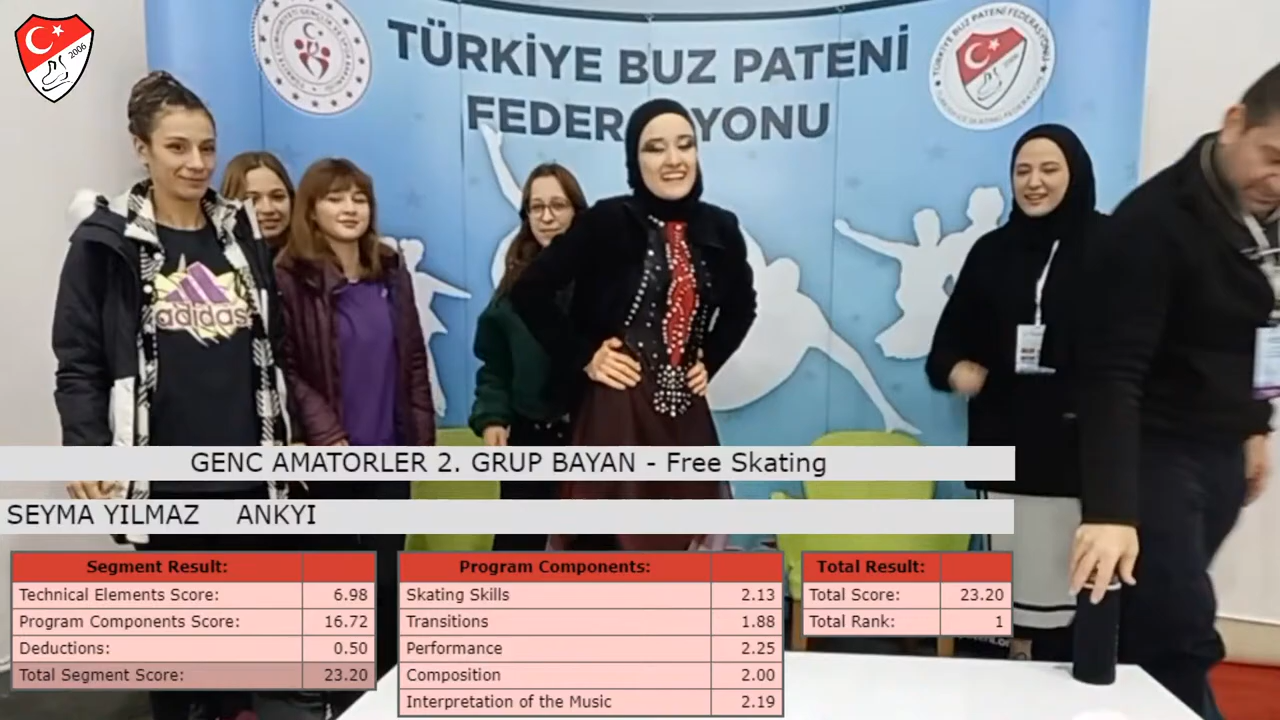 2006
TÜRKİYE BUZ PATENİ
FEDER YONU
adidas
GENC AMATORLER 2. GRUP BAYAN - Free Skating
SEYMA YILMAZ ANKYI
Segment Result:
Technical Elements Score: 6.98
Program Components Score: 16.72
Deductions: 0.50
Total Segment Score: 23.20
Program Components:
Skating Skills 2.13
Transitions 1.88
Performance 2.25
Composition 2.00
Interpretation of the Music 2.19
Total Result:
Total Score: 23.20
Total Rank: 1